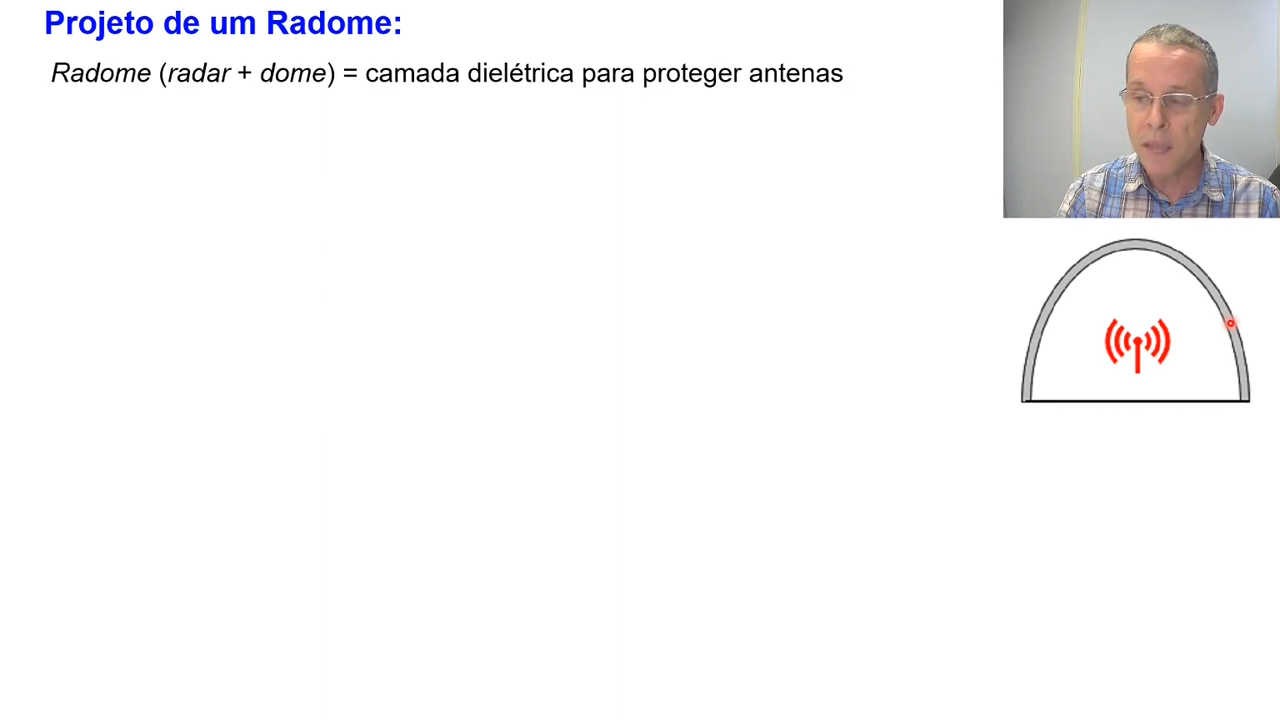 Projeto de um Radome:
Radome (radar + dome) = camada dielétrica para proteger antenas